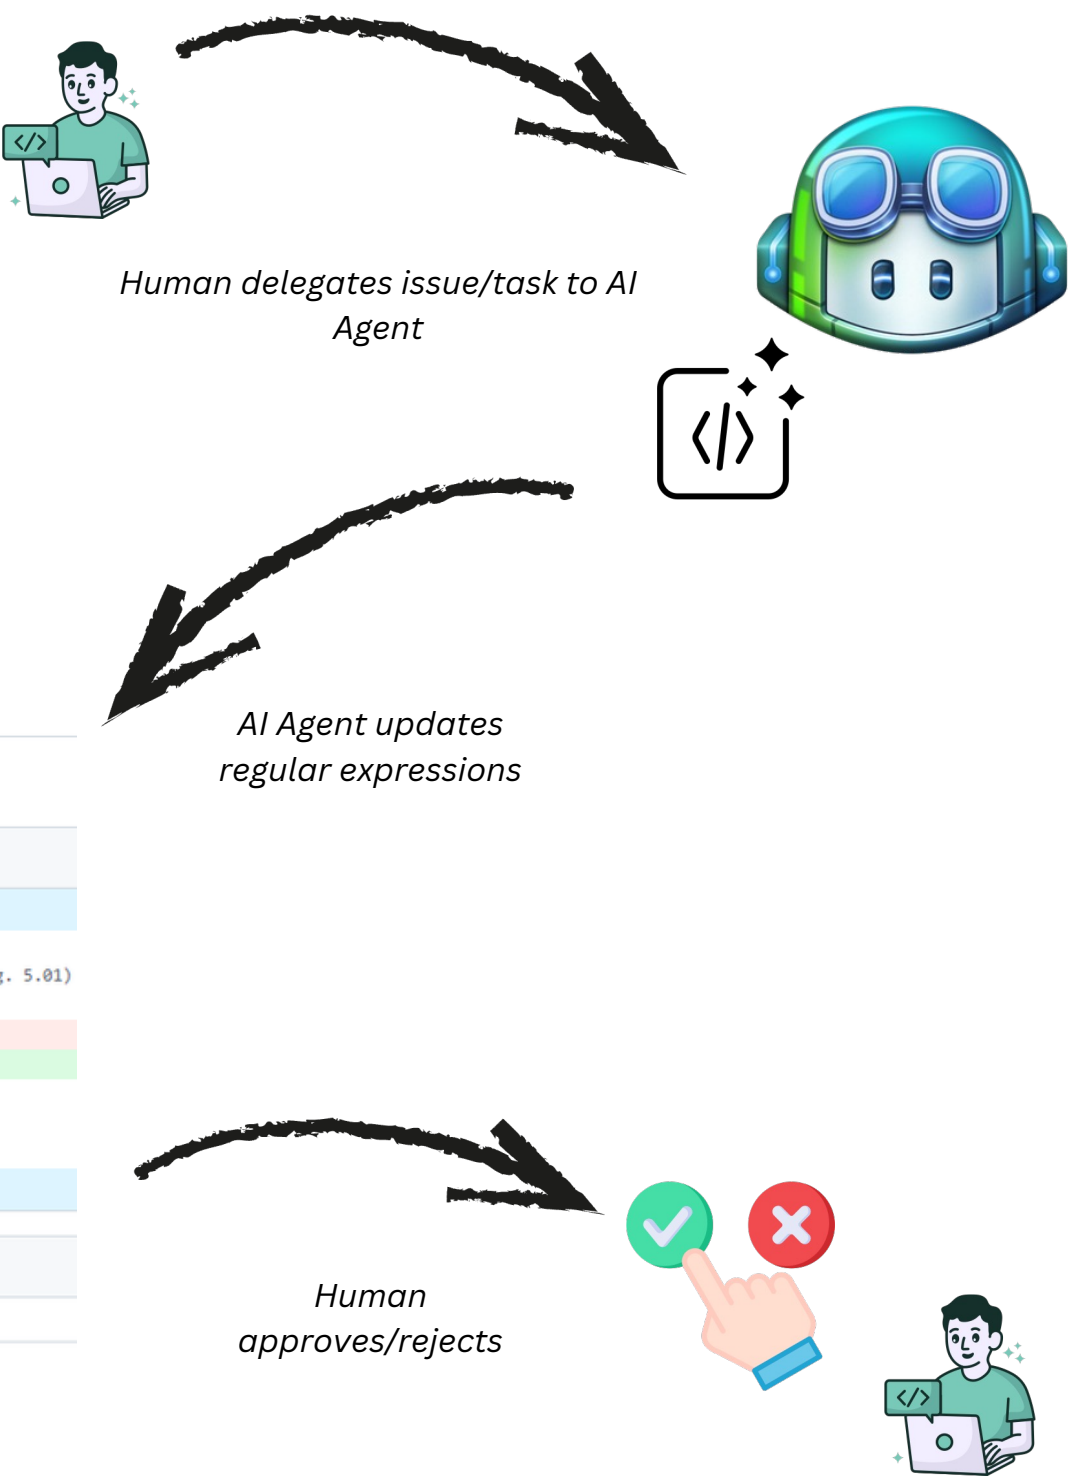 </>
Human delegates issue/task to AI
Agent
</>
AI Agent updates
regular expressions
. 5.01)
Human
approves/rejects
</>